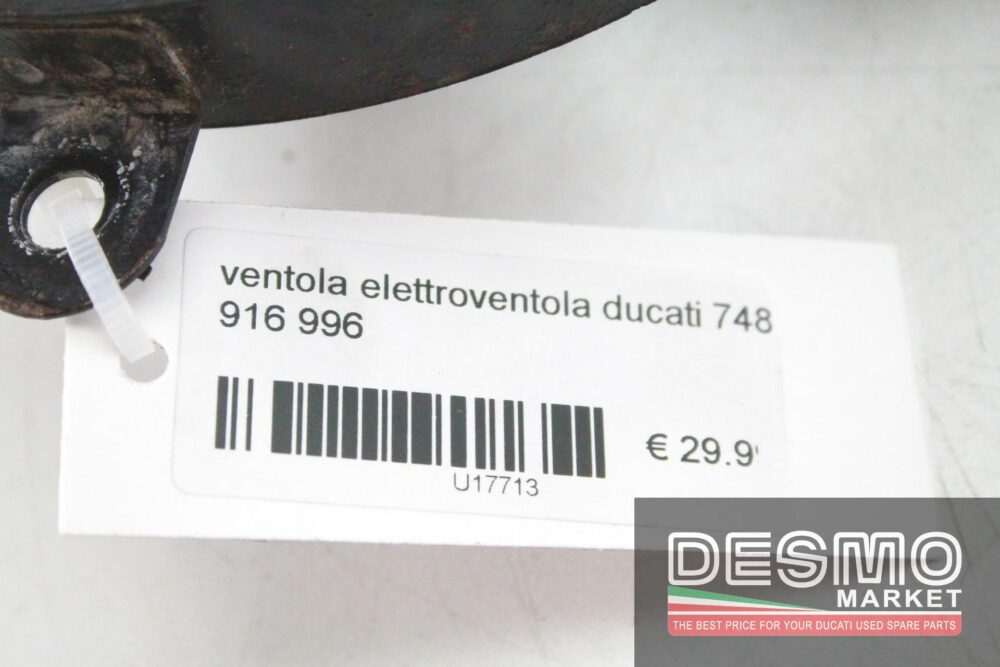 ventola elettroventola ducati 748
916 996
€ 29.9
U17713
DESMO
MARKET
THE BEST PRICE FOR YOUR DUCATI USED SPARE PARTS